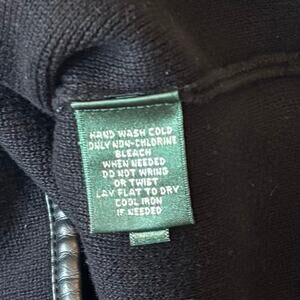 HAND WASH COLD
ONLY NON-CHLORINE
BLEACH
WHEN NEEDED
DO NOT WRING
OR TWIST
LAY FLAT TO DRY
COOL IRON
IF NEEDED